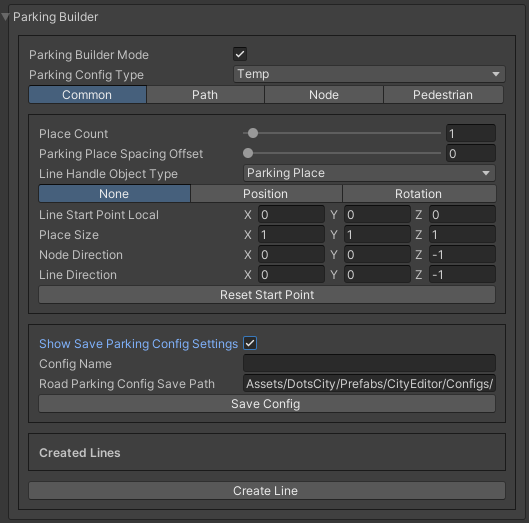 Parking Builder
Parking Builder Mode
Parking Config Type Temp
Common Path Node Pedestrian
Place Count 1
Parking Place Spacing Offset 0
Line Handle Object Type Parking Place
None Position Rotation
Line Start Point Local X 0 Y 0 Z 0
Place Size X 1 Y 1 Z 1
Node Direction X 0 Y 0 Z -1
Line Direction X 0 Y 0 Z -1
Reset Start Point
Show Save Parking Config Settings
Config Name
Road Parking Config Save Path Assets/DotsCity/Prefabs/CityEditor/Configs/
Save Config
Created Lines
Create Line